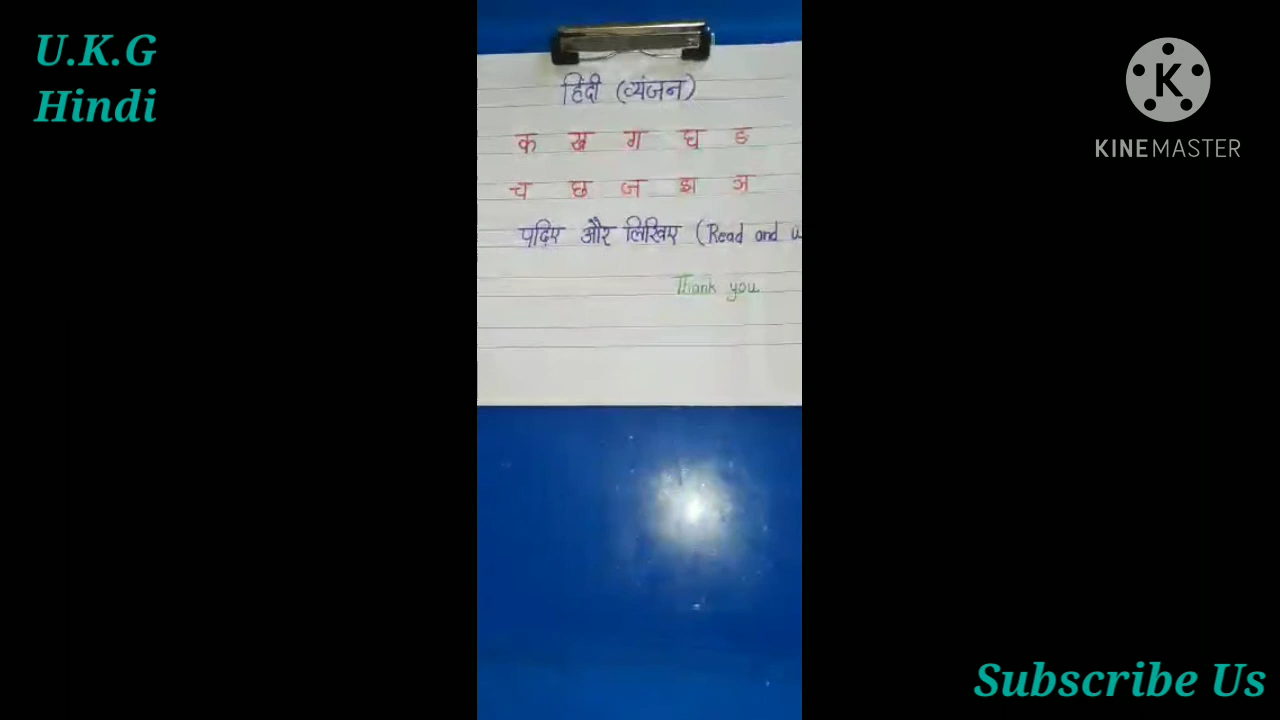 U.K.G
Hindi
K
KINEMASTER
हिंदी (व्यंजन)
क ख ग घ ङ
च छ ज झ ञ
पढ़िए और लिखिए (Read and
Thank you
Subscribe Us